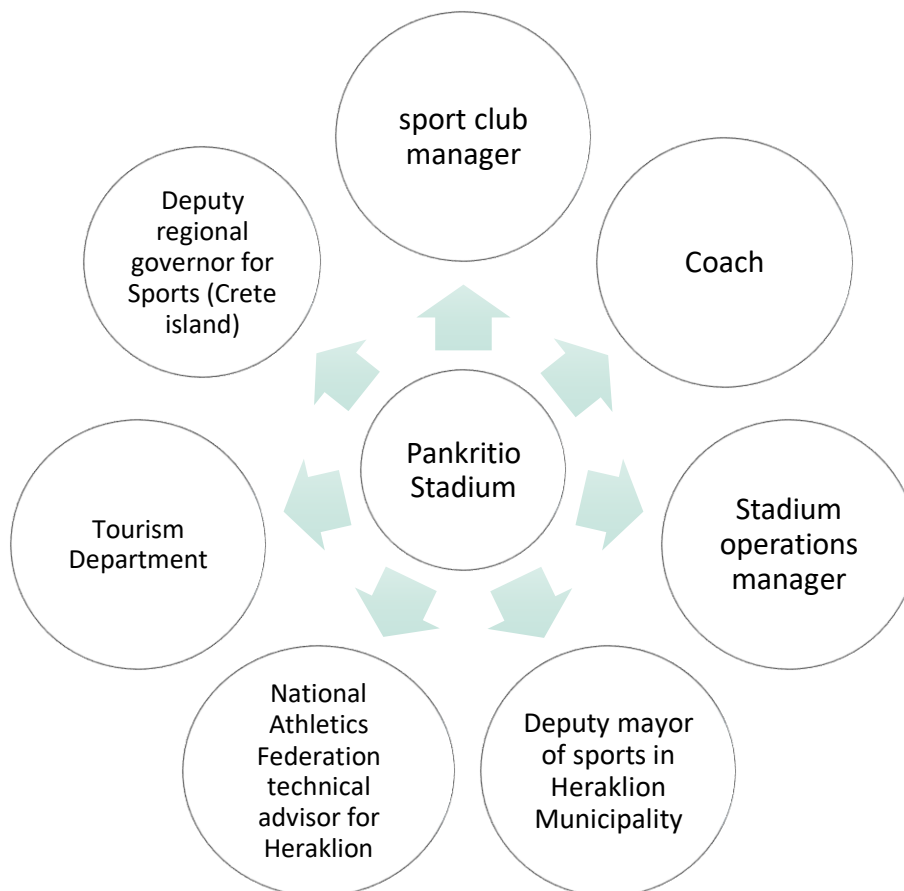 sport club
manager
Coach
Stadium
operations
manager
Deputy mayor
of sports in
Heraklion
Municipality
National
Athletics
Federation
technical
advisor for
Heraklion
Tourism
Department
Deputy
regional
governor for
Sports (Crete
island)
Pankritio
Stadium